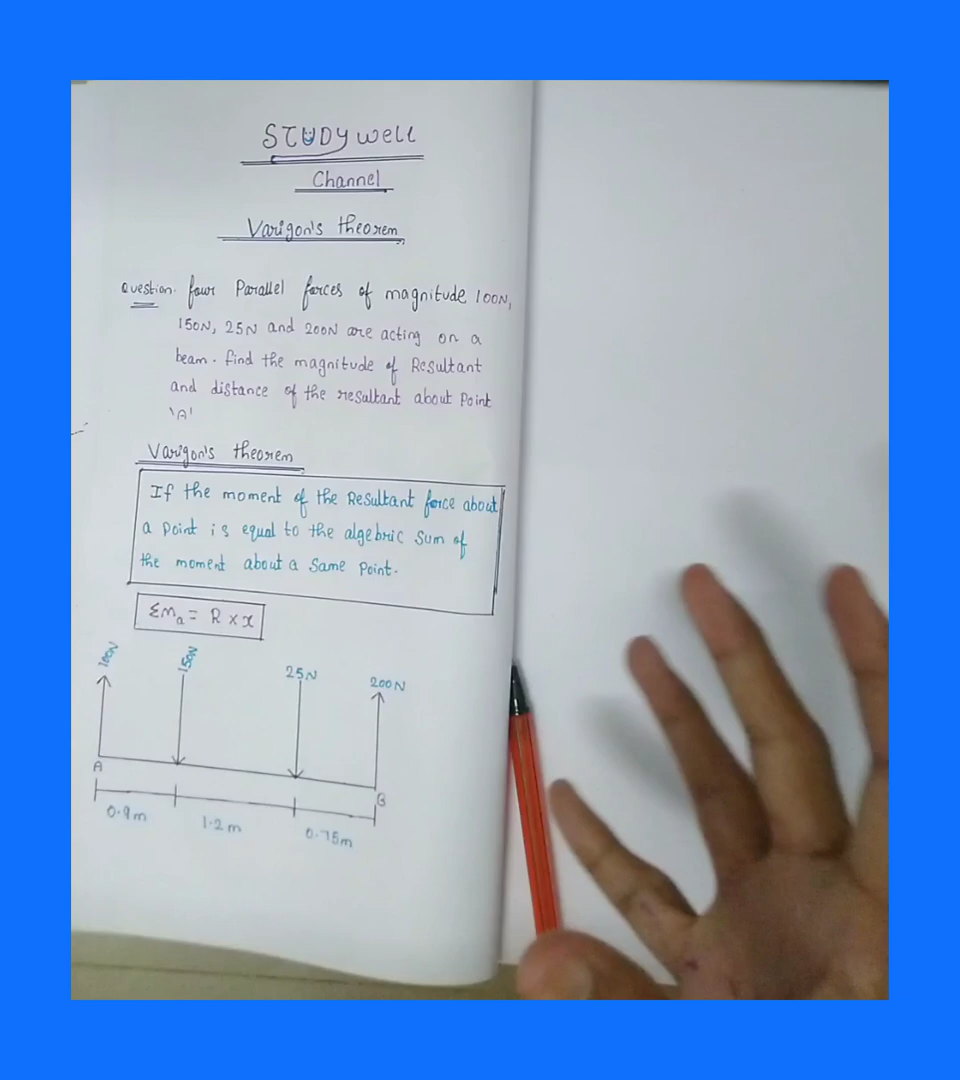 STUDY well
Channel
Varigon's theorem
Question. four Parallel forces of magnitude 100N,
150N, 25N and 200N are acting on a
beam. find the magnitude of Resultant
and distance of the resultant about Point
'A'
Varigon's theorem
If the moment of the Resultant force about
a point is equal to the algebric sum of
the moment about a same point.
ΣMa = R × x
100N
150N
25N
200N
A
B
0.9m
1.2m
0.75m